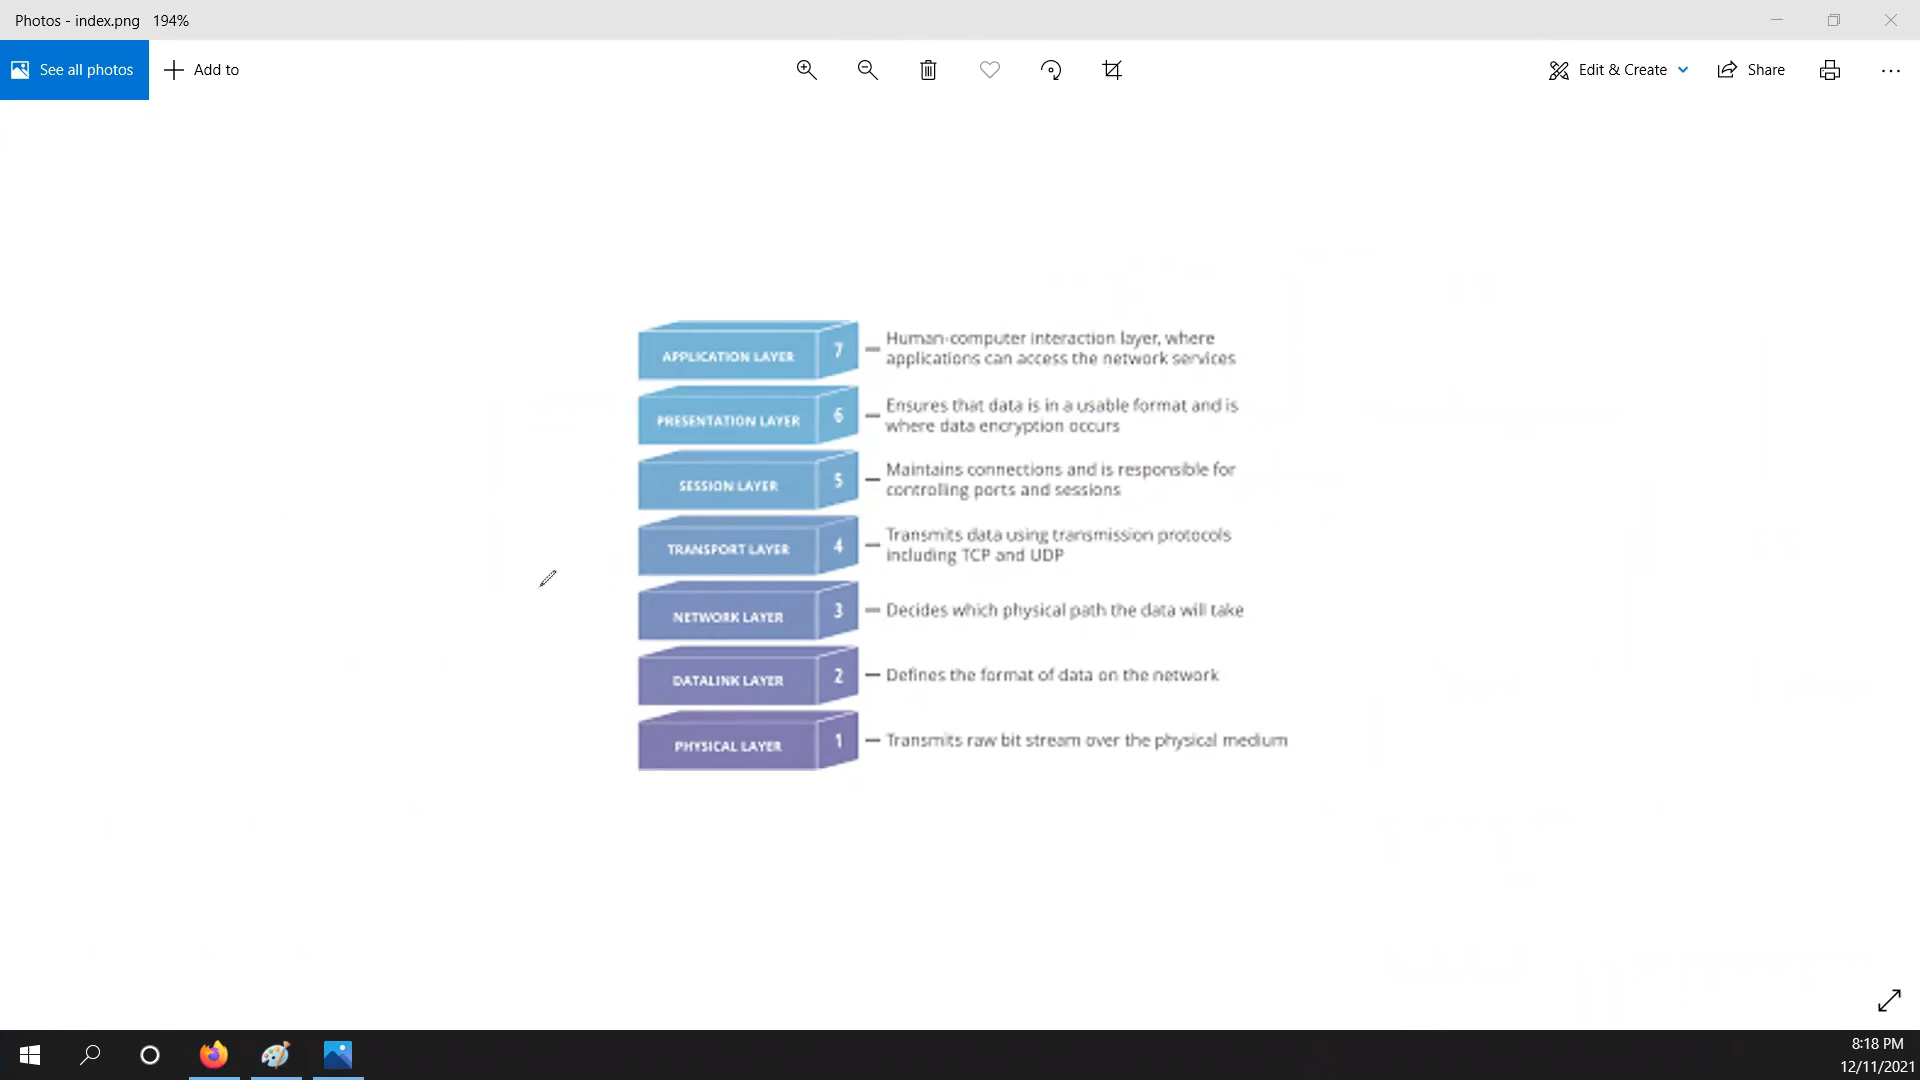 Photos - index.png 194%
See all photos
Add to
Edit & Create
Share
APPLICATION LAYER 7
Human-computer interaction layer, where
applications can access the network services
PRESENTATION LAYER 6
Ensures that data is in a usable format and is
where data encryption occurs
SESSION LAYER 5
Maintains connections and is responsible for
controlling ports and sessions
TRANSPORT LAYER 4
Transmits data using transmission protocols
including TCP and UDP
NETWORK LAYER 3
Decides which physical path the data will take
DATALINK LAYER 2
Defines the format of data on the network
PHYSICAL LAYER 1
Transmits raw bit stream over the physical medium
8:18 PM
12/11/2021